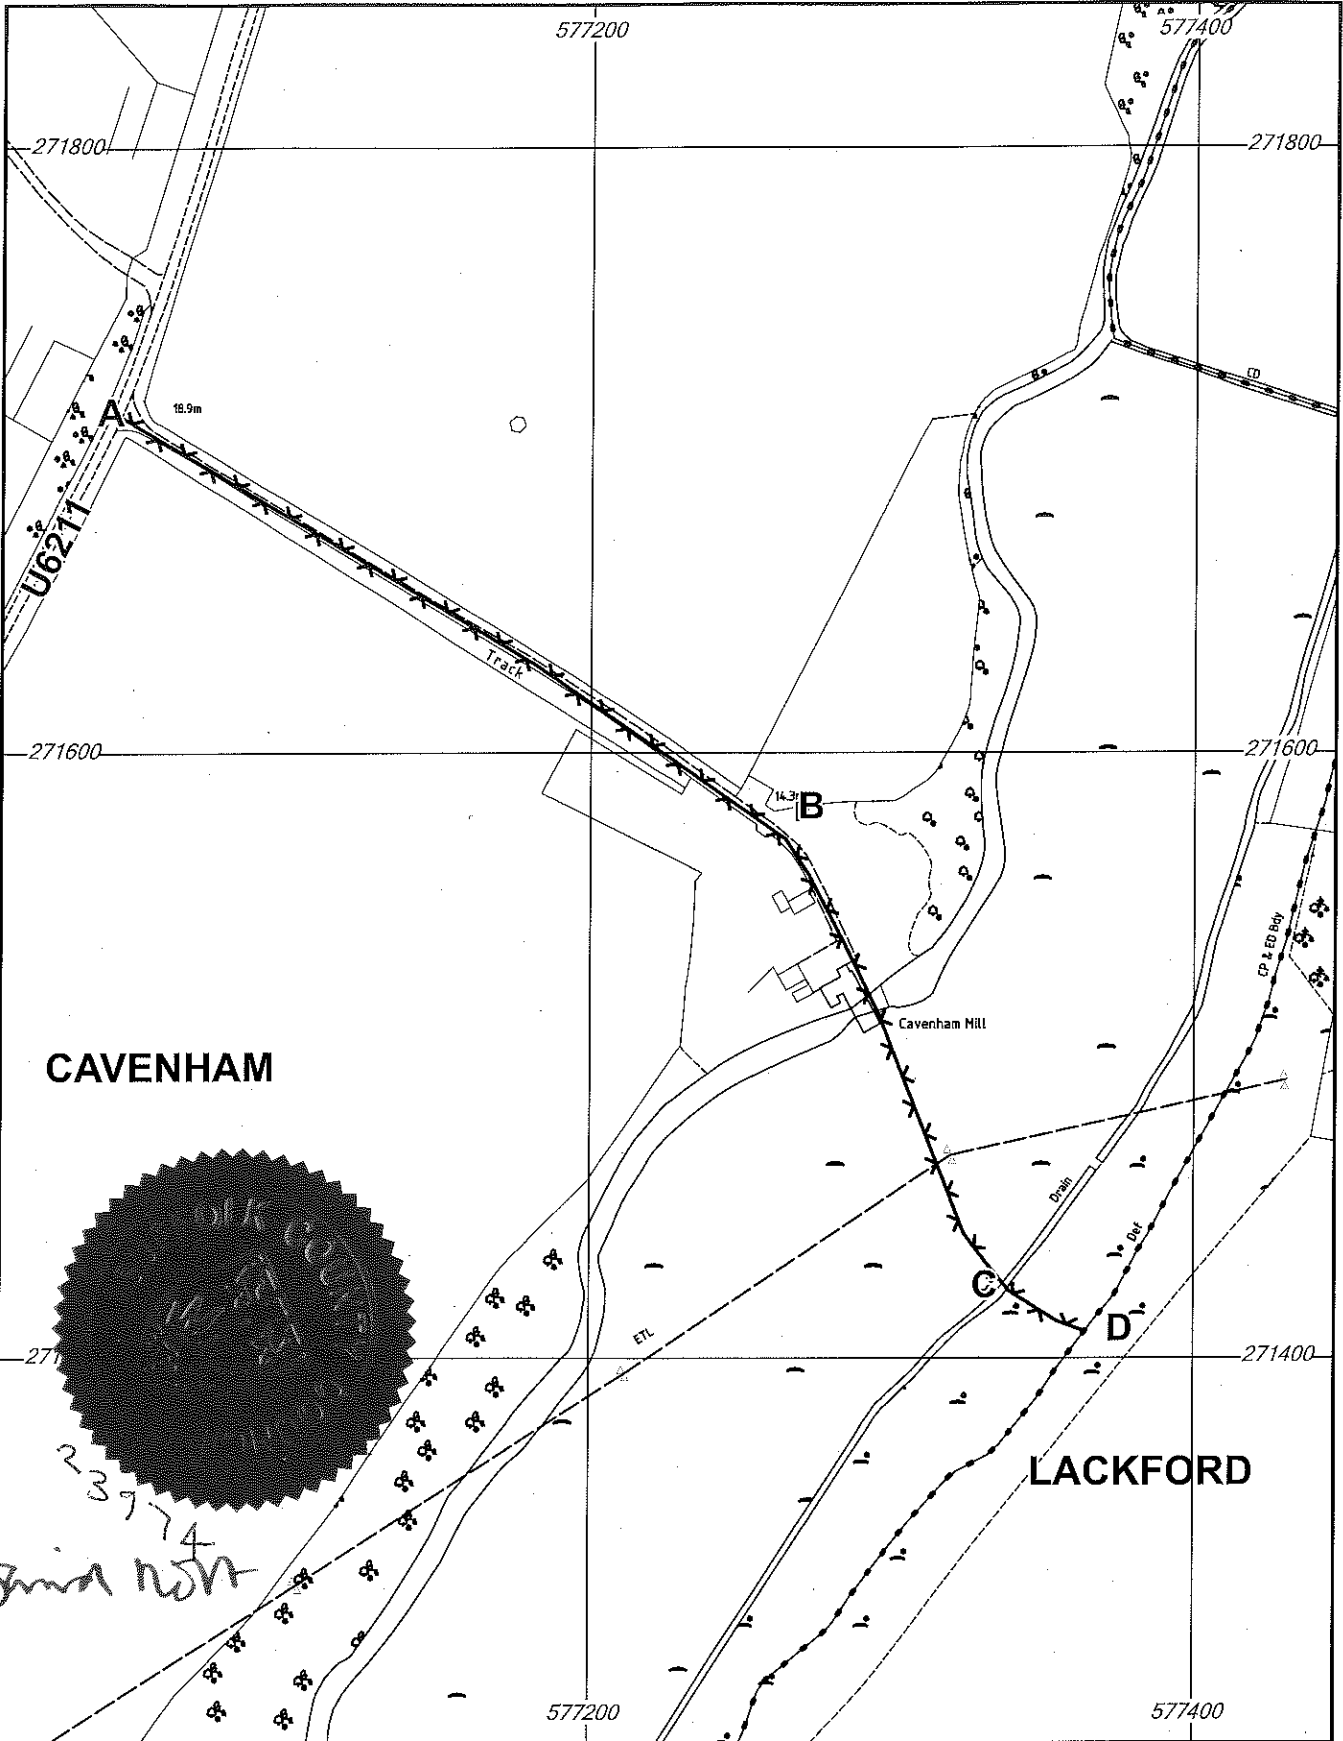 577200
577400
271800
271800
A
18.9m
U6211
Track
271600
271600
14.3
B
CD
CP & ED Bdy
Cavenham Mill
CAVENHAM
Drain
Def
C
D
ETL
271400
LACKFORD
23974
577200
577400